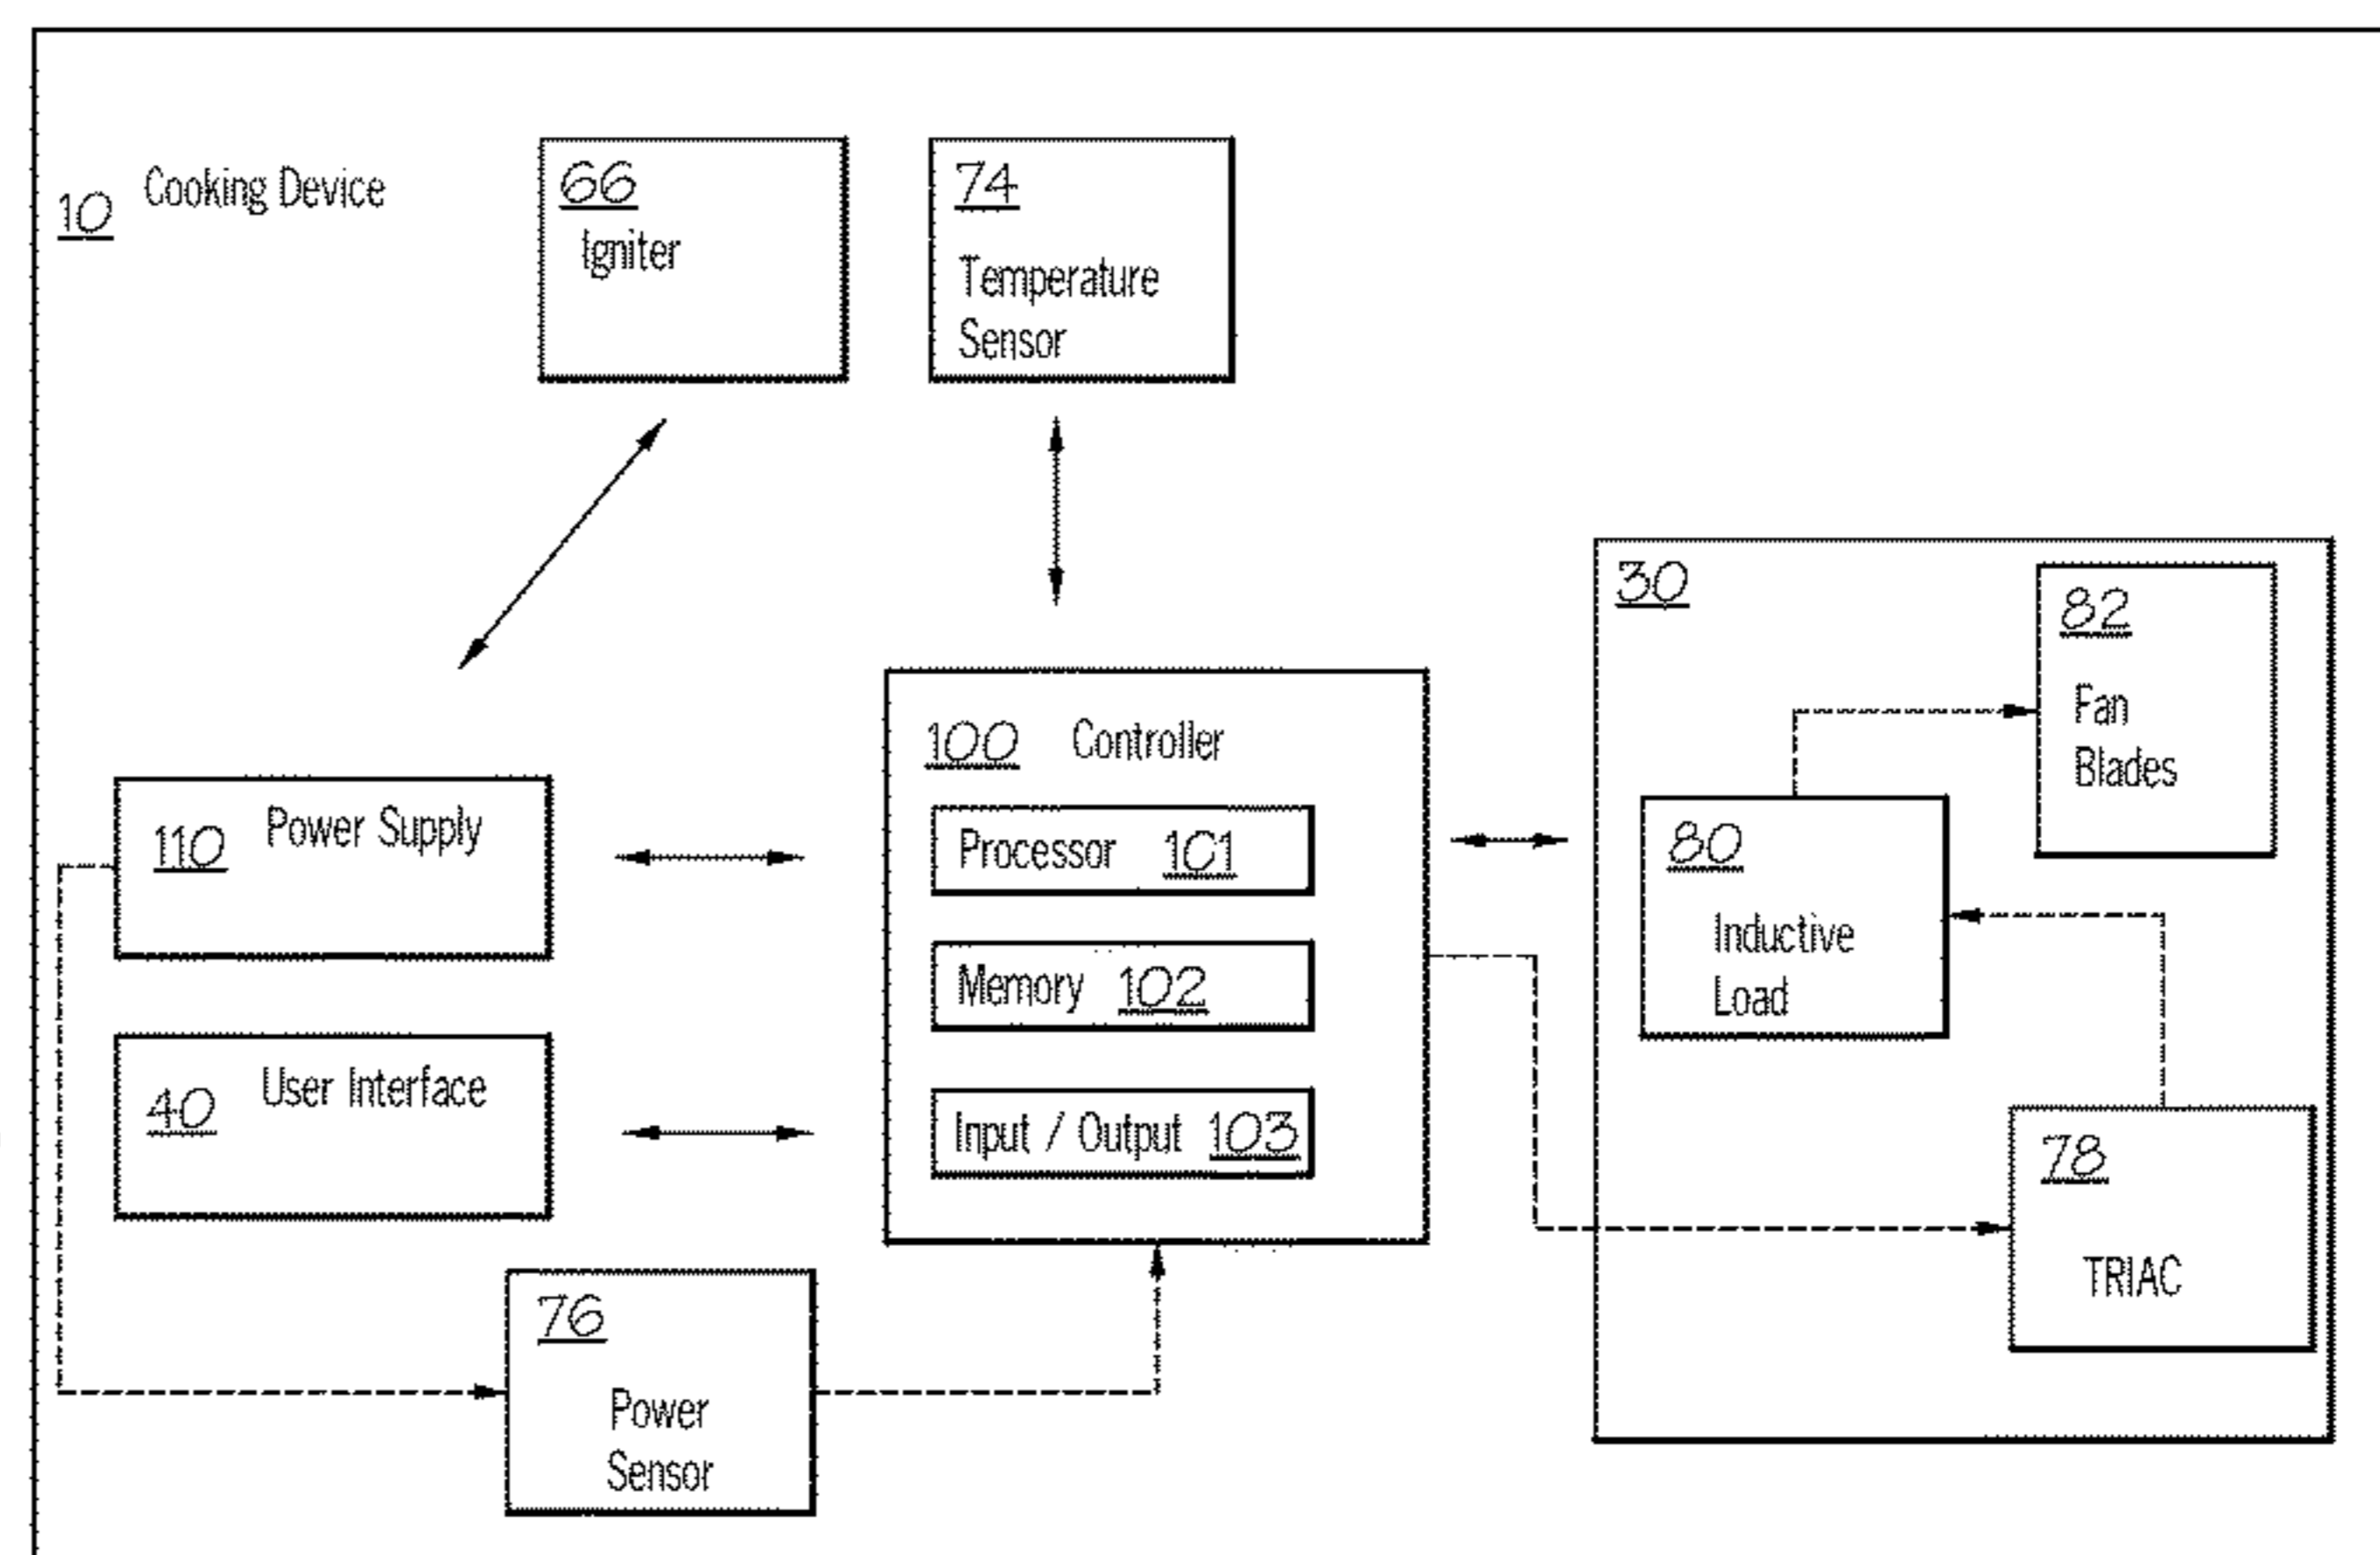 10 Cooking Device
66
Igniter
74
Temperature
Sensor
30
82
Fan
Blades
100 Controller
Processor 101
Memory 102
Input / Output 103
110 Power Supply
80
Inductive
Load
40 User Interface
78
TRIAC
76
Power
Sensor